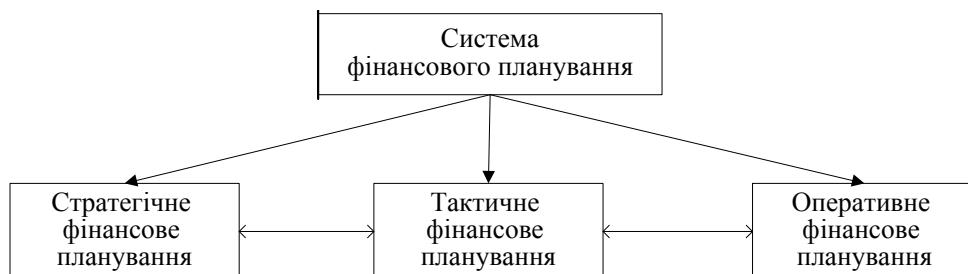 Система
фінансового планування
Стратегічне
фінансове
планування
Тактичне
фінансове
планування
Оперативне
фінансове
планування